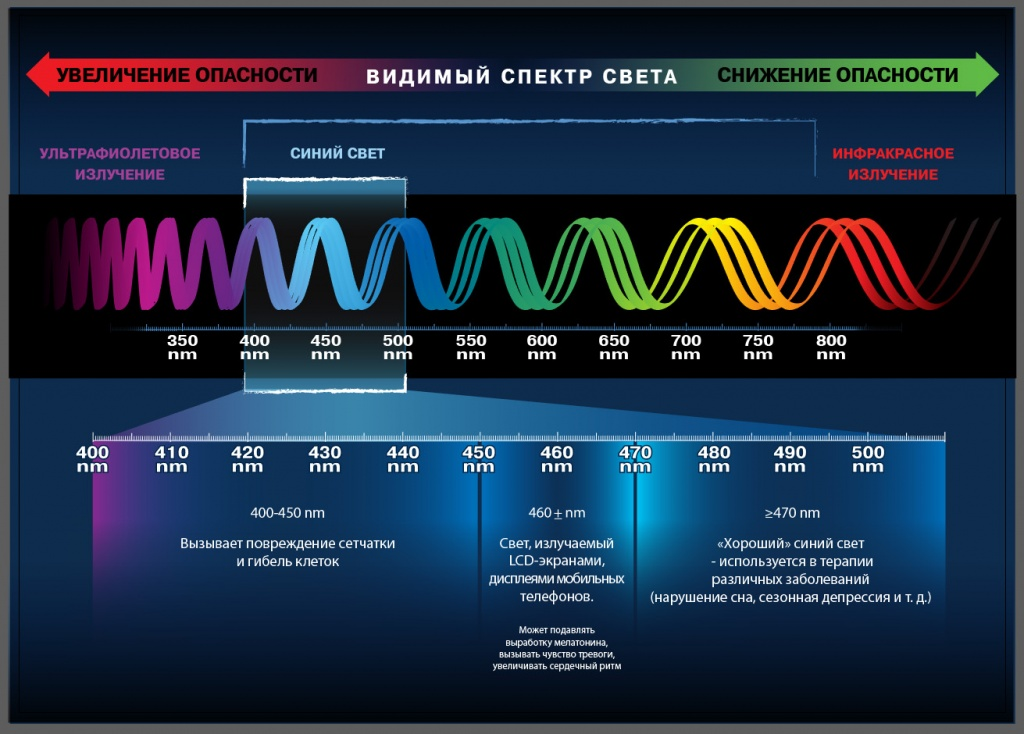 УВЕЛИЧЕНИЕ ОПАСНОСТИ
ВИДИМЫЙ СПЕКТР СВЕТА
СНИЖЕНИЕ ОПАСНОСТИ
УЛЬТРАФИОЛЕТОВОЕ
ИЗЛУЧЕНИЕ
СИНИЙ СВЕТ
ИНФРАКРАСНОЕ
ИЗЛУЧЕНИЕ
350 400 450 500 550 600 650 700 750 800
nm nm nm nm nm nm nm nm nm nm
400 410 420 430 440 450 460 470 480 490 500
nm nm nm nm nm nm nm nm nm nm nm
400-450 nm
Вызывает повреждение сетчатки
и гибель клеток
460± nm
Свет, излучаемый
LCD-экранами,
дисплеями мобильных
телефонов.
Может подавлять
выработку мелатонина,
вызывать чувство тревоги,
увеличивать сердечный ритм
≥470 nm
«Хороший» синий свет
- используется в терапии
различных заболеваний
(нарушение сна, сезонная депрессия и т. д.)